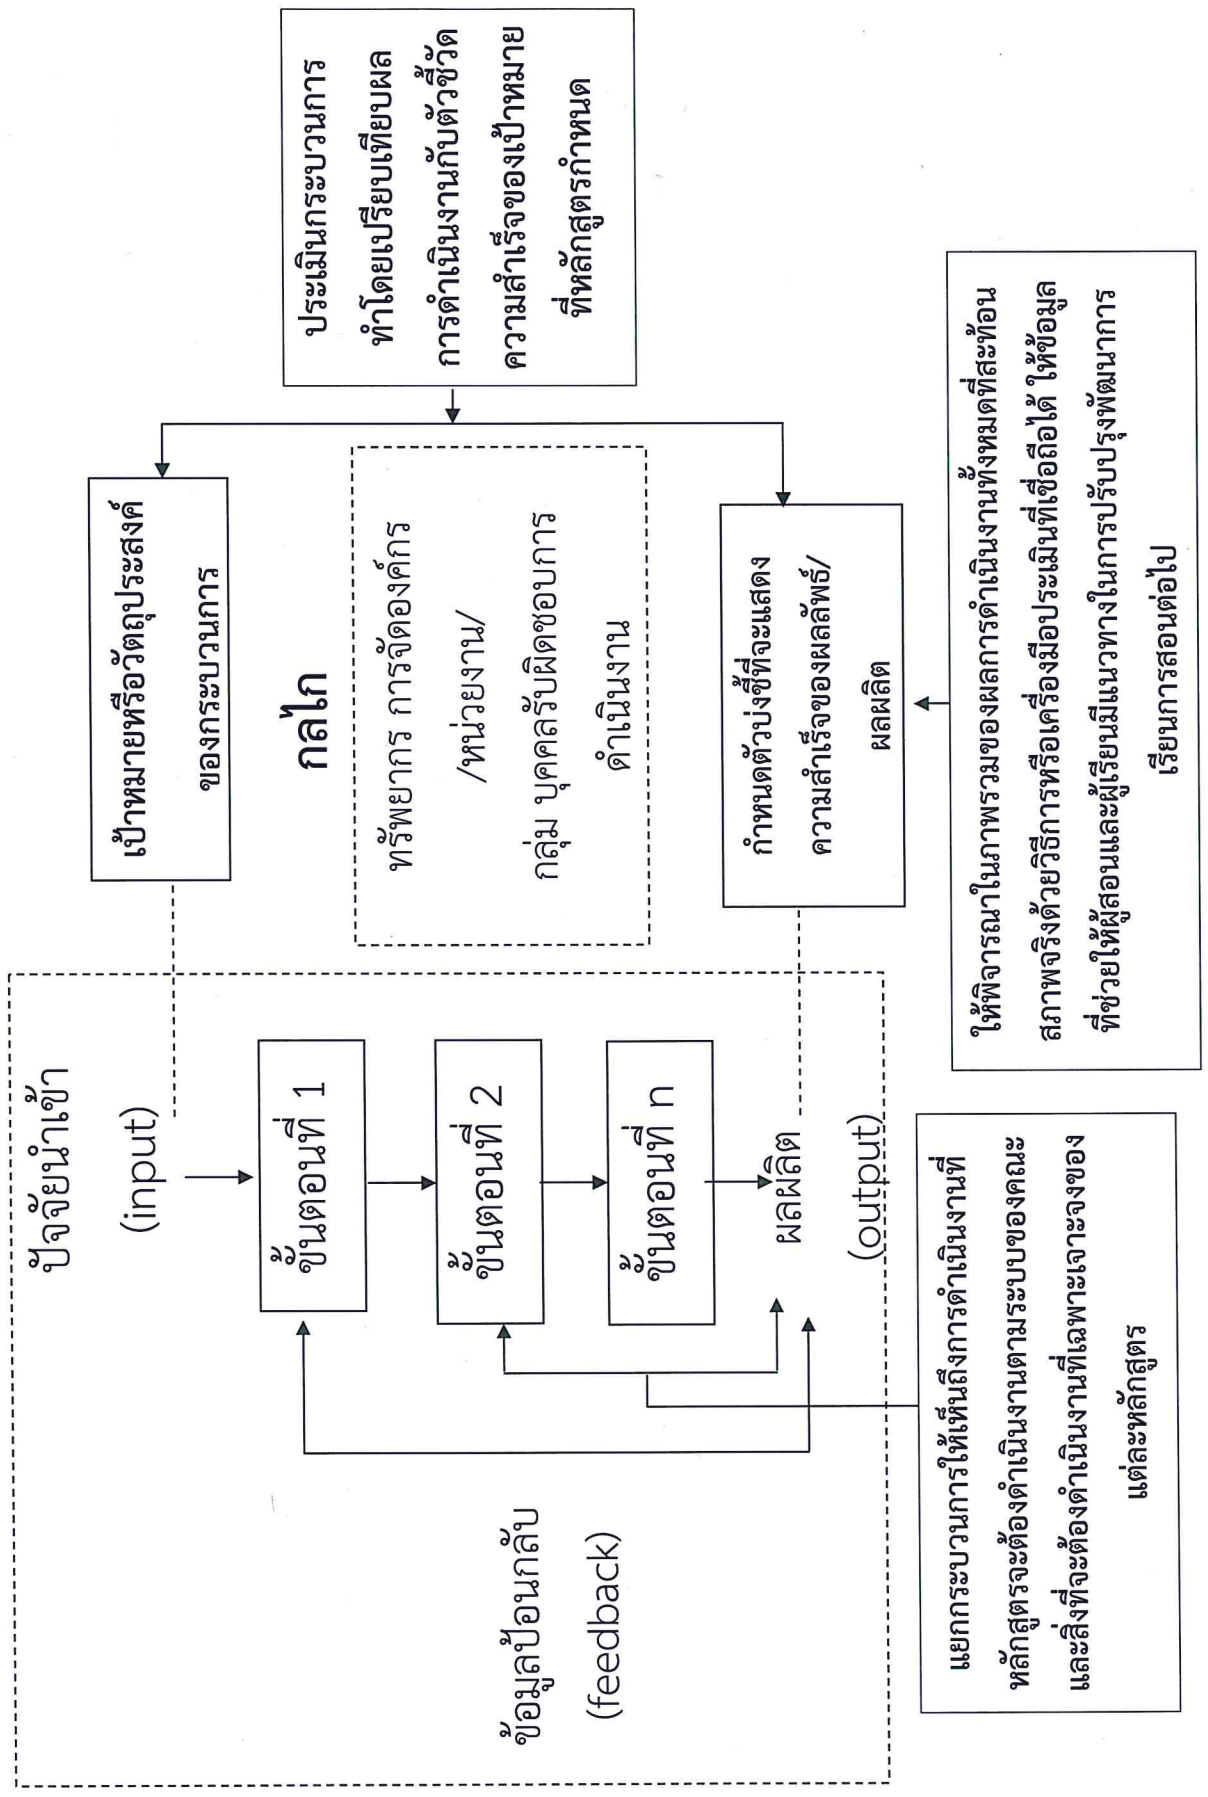 ปัจจัยนำเข้า
(input)
ขั้นตอนที่ 1
ขั้นตอนที่ 2
ขั้นตอนที่ n
ผลผลิต
(output)
ข้อมูลป้อนกลับ
(feedback)
เป้าหมายหรือวัตถุประสงค์
ของกระบวนการ
กลไก
ทรัพยากร การจัดองค์กร
/หน่วยงาน/
กลุ่ม บุคคลรับผิดชอบการ
ดำเนินงาน
กำหนดตัวบ่งชี้ที่จะแสดง
ความสำเร็จของผลลัพธ์/
ผลผลิต
ประเมินกระบวนการ
ทำโดยเปรียบเทียบผล
การดำเนินงานกับตัวชี้วัด
ความสำเร็จของเป้าหมาย
ที่หลักสูตรกำหนด
แยกกระบวนการให้เห็นถึงการดำเนินงานที่
หลักสูตรจะต้องดำเนินงานตามระบบของคณะ
และสิ่งที่จะต้องดำเนินงานที่เฉพาะเจาะจงของ
แต่ละหลักสูตร
ให้พิจารณาในภาพรวมของผลการดำเนินงานทั้งหมดที่สะท้อน
สภาพจริงด้วยวิธีการหรือเครื่องมือประเมินที่เชื่อถือได้ ให้ข้อมูล
ที่ช่วยให้ผู้สอนและผู้เรียนมีแนวทางในการปรับปรุงพัฒนาการ
เรียนการสอนต่อไป